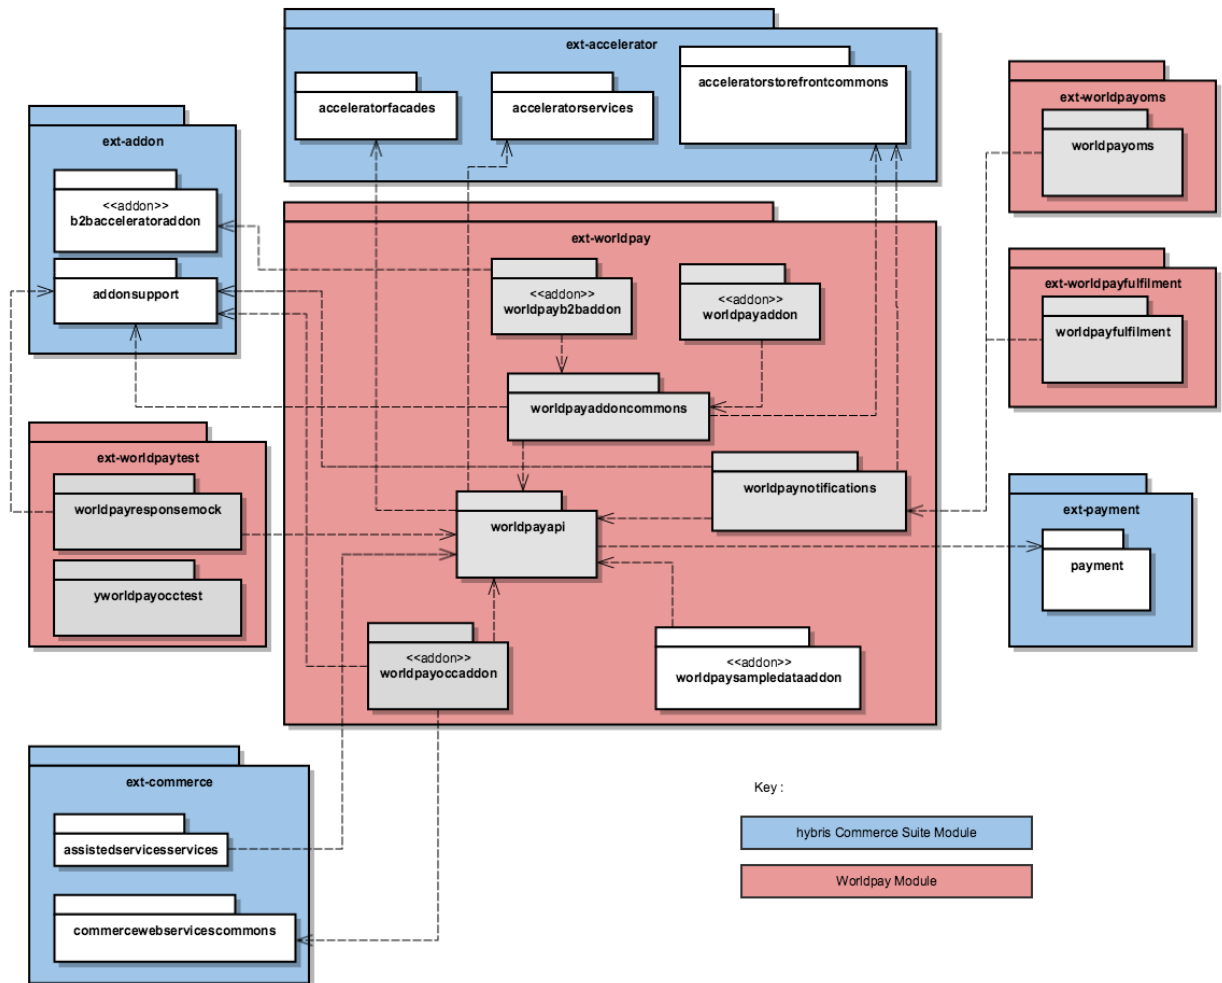 ext-accelerator
acceleratorfacades
acceleratorservices
acceleratorstorefrontcommons
ext-addon
<<addon>>
b2bacceleratoraddon
addonsupport
ext-worldpayoms
worldpayoms
ext-worldpay
<<addon>>
worldpayb2baddon
<<addon>>
worldpayaddon
worldpayaddoncommons
worldpaynotifications
worldpayapi
<<addon>>
worldpayoccaddon
<<addon>>
worldpaysampledataaddon
ext-worldpayfulfilment
worldpayfulfilment
ext-worldpaytest
worldpayresponsemock
yworldpayocctest
ext-payment
payment
ext-commerce
assistedservicesservices
commercewebservicescommons
Key :
hybris Commerce Suite Module
Worldpay Module